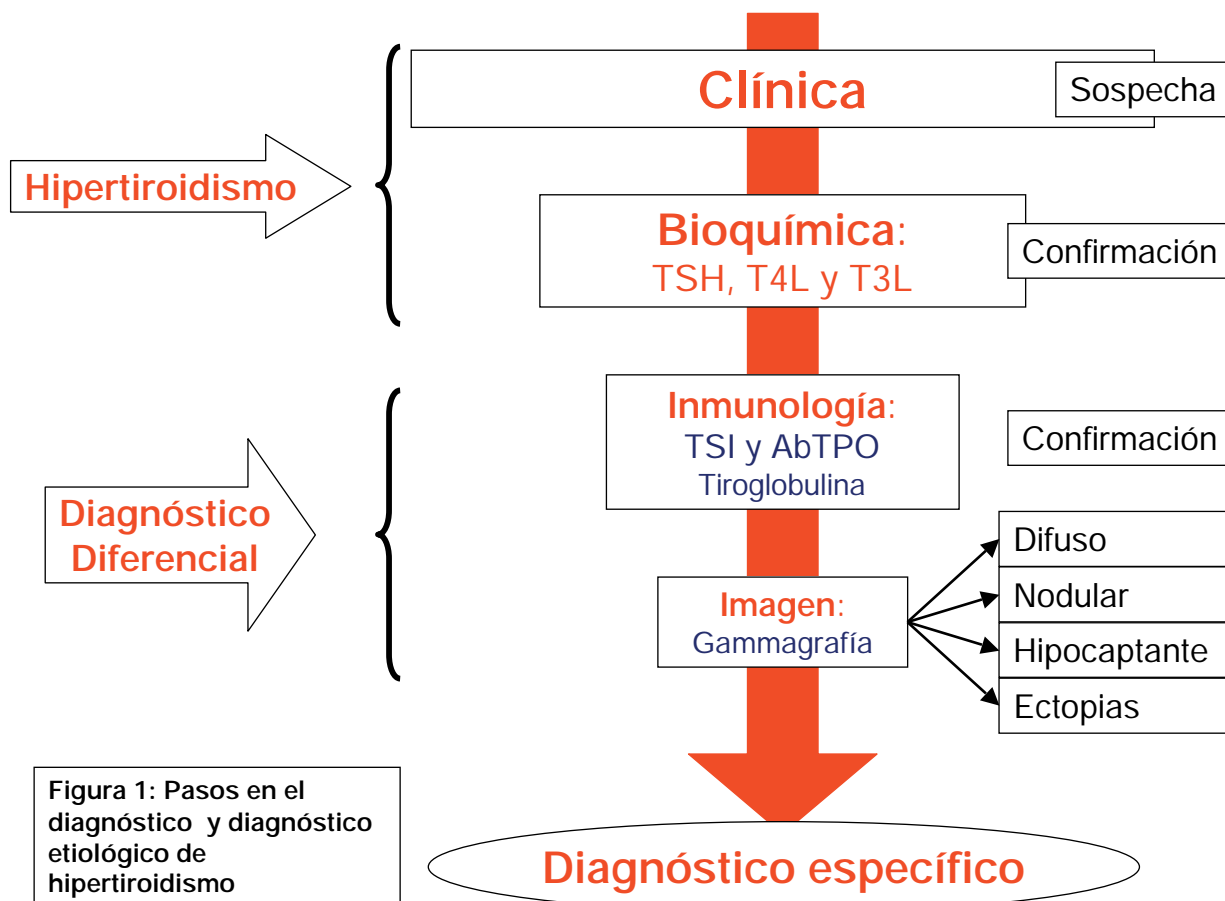 Clínica
Sospecha
Hipertiroidismo
Bioquímica:
TSH, T4L y T3L
Confirmación
Inmunología:
TSI y AbTPO
Tiroglobulina
Confirmación
Diagnóstico
Diferencial
Imagen:
Gammagrafía
Difuso
Nodular
Hipocaptante
Ectopias
Figura 1: Pasos en el
diagnóstico y diagnóstico
etiológico de
hipertiroidismo
Diagnóstico específico